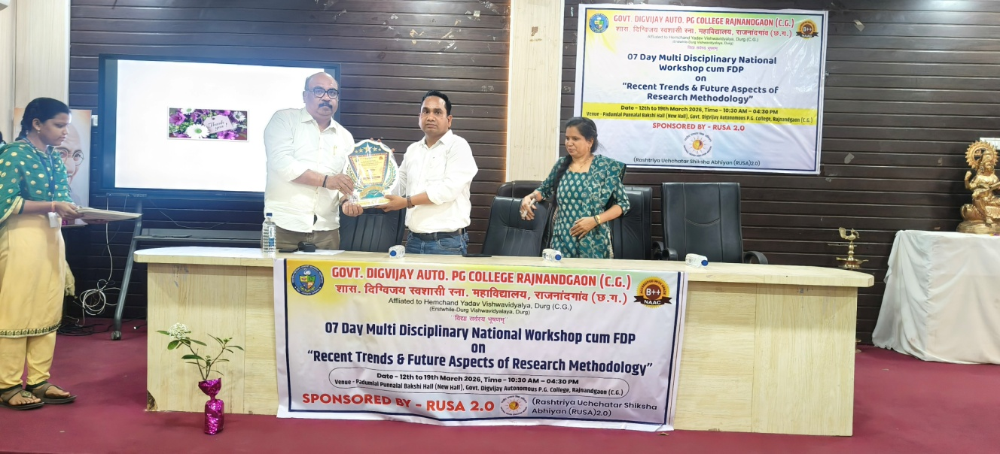 GOVT. DIGVIJAY AUTO. PG COLLEGE RAJNANDGAON (C.G.)
शास. दिग्विजय स्वशासी स्ना. महाविद्यालय, राजनांदगांव (छ.ग.)
Affliated to Hemchand Yadav Vishwavidyalya, Durg (C.G.)
(Erstwhile-Durg Vishwavidyalaya, Durg)
विद्या सर्वस्य भूषणम्
B++
NAAC
07 Day Multi Disciplinary National
Workshop cum FDP
on
"Recent Trends & Future Aspects of
Research Methodology"
Date - 12th to 19th March 2026, Time - 10:30 AM – 04:30 PM
Venue - Padumlal Punnalal Bakshi Hall (New Hall), Govt. Digvijay Autonomous P.G. College, Rajnandgaon (C.G.)
SPONSORED BY - RUSA 2.0
(Rashtriya Uchchatar Shiksha Abhiyan (RUSA)2.0)
Thank
you!
GOVT. DIGVIJAY AUTO. PG COLLEGE RAJNANDGAON (C.G.)
शास. दिग्विजय स्वशासी स्ना. महाविद्यालय, राजनांदगांव (छ.ग.)
Affliated to Hemchand Yadav Vishwavidyalya, Durg (C.G.)
(Erstwhile-Durg Vishwavidyalaya, Durg)
"विद्या सर्वस्य भूषणम्"
B++
NAAC
07 Day Multi Disciplinary National Workshop cum FDP
on
"Recent Trends & Future Aspects of Research Methodology"
Date - 12th to 19th March 2026, Time - 10:30 AM – 04:30 PM
Venue - Padumlal Punnalal Bakshi Hall (New Hall), Govt. Digvijay Autonomous P.G. College, Rajnandgaon (C.G.)
SPONSORED BY - RUSA 2.0
(Rashtriya Uchchatar Shiksha
Abhiyan (RUSA)2.0)